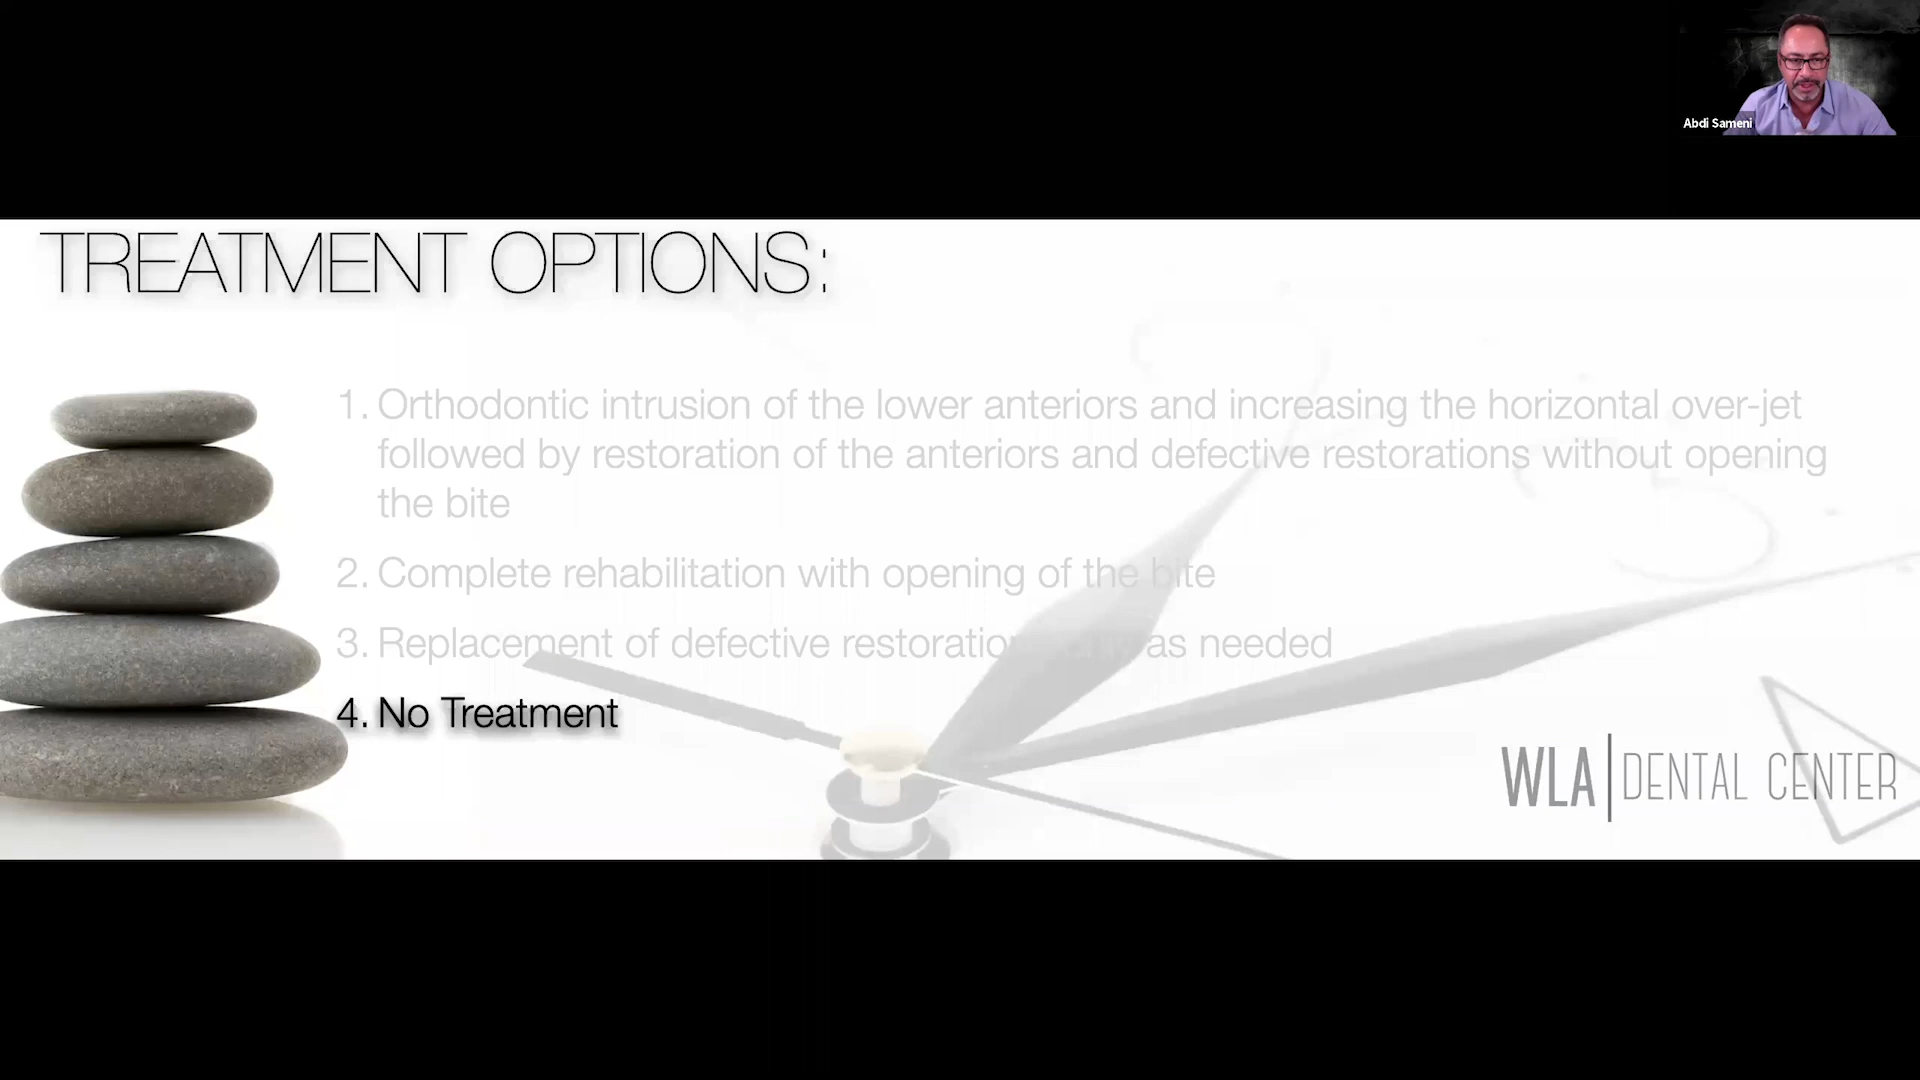 Abdi Sameni
TREATMENT OPTIONS:
1. Orthodontic intrusion of the lower anteriors and increasing the horizontal over-jet
followed by restoration of the anteriors and defective restorations without opening
the bite
2. Complete rehabilitation with opening of the bite
3. Replacement of defective as needed
4. No Treatment
WLA DENTAL CENTER